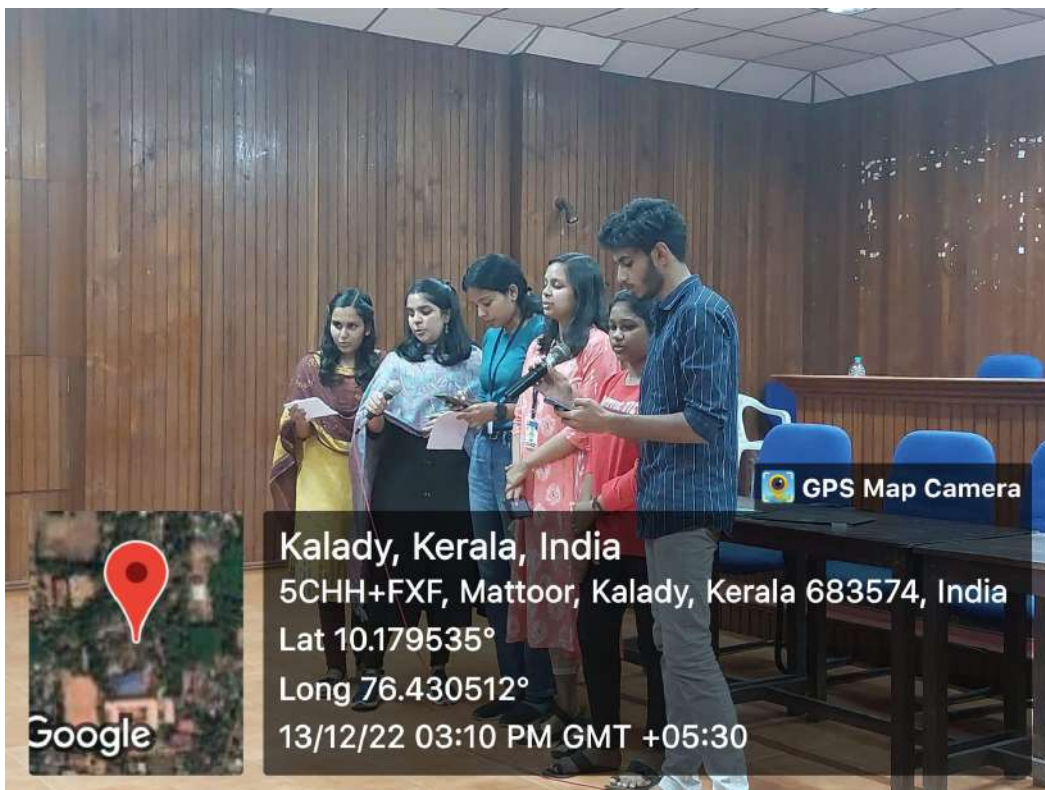 GPS Map Camera
Kalady, Kerala, India
5CHH+FXF, Mattoor, Kalady, Kerala 683574, India
Lat 10.179535°
Long 76.430512°
13/12/22 03:10 PM GMT +05:30
Google